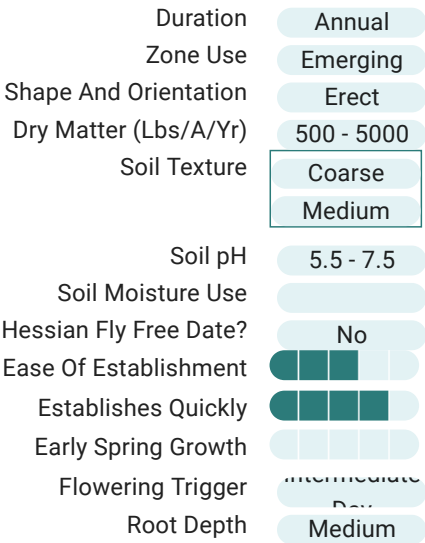 Duration Annual
Zone Use Emerging
Shape And Orientation Erect
Dry Matter (Lbs/A/Yr) 500 - 5000
Soil Texture Coarse
Medium
Soil pH 5.5 - 7.5
Soil Moisture Use
Hessian Fly Free Date? No
Ease Of Establishment
Establishes Quickly
Early Spring Growth
Flowering Trigger Intermediate
Day
Root Depth Medium